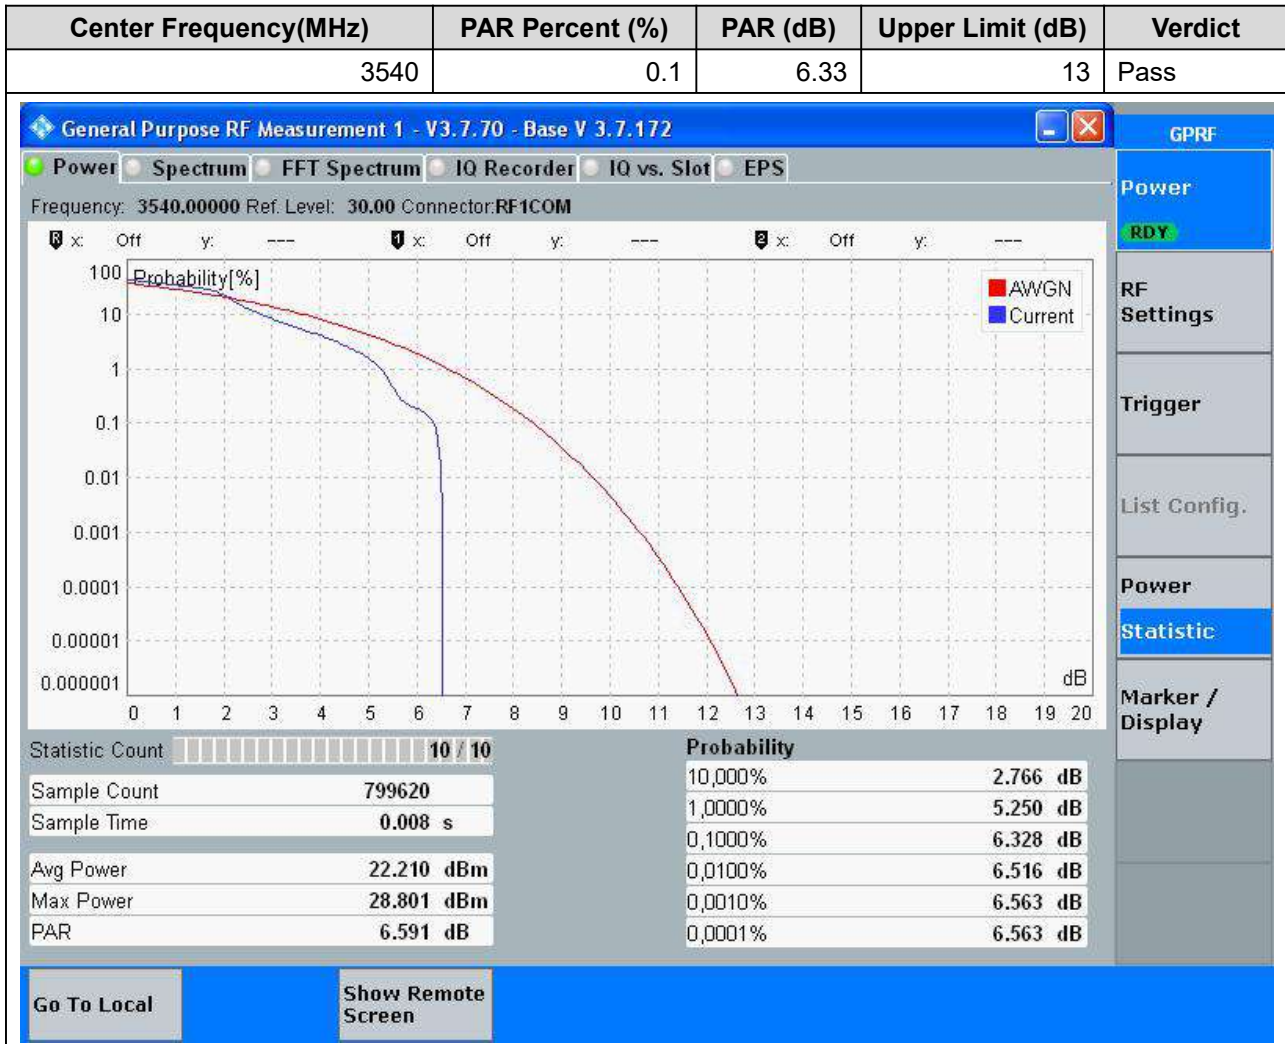 Center Frequency(MHz) PAR Percent (%) PAR (dB) Upper Limit (dB) Verdict
3540 0.1 6.33 13 Pass
General Purpose RF Measurement 1 - V3.7.70 - Base V 3.7.172
GPRF
Power Spectrum FFT Spectrum IQ Recorder IQ vs. Slot EPS
Power
RDY
Frequency: 3540.00000 Ref. Level: 30.00 Connector:RF1COM
R x: Off y: --- 1 x: Off y: --- 2 x: Off y: ---
Probability[%]
AWGN
Current
100
10
1
0.1
0.01
0.001
0.0001
0.00001
0.000001
dB
0 1 2 3 4 5 6 7 8 9 10 11 12 13 14 15 16 17 18 19 20
RF
Settings
Trigger
List Config.
Power
Statistic
Marker /
Display
Statistic Count 10 / 10
Sample Count 799620
Sample Time 0.008 s
Avg Power 22.210 dBm
Max Power 28.801 dBm
PAR 6.591 dB
Probability
10,000% 2.766 dB
1,0000% 5.250 dB
0,1000% 6.328 dB
0,0100% 6.516 dB
0,0010% 6.563 dB
0,0001% 6.563 dB
Go To Local
Show Remote
Screen